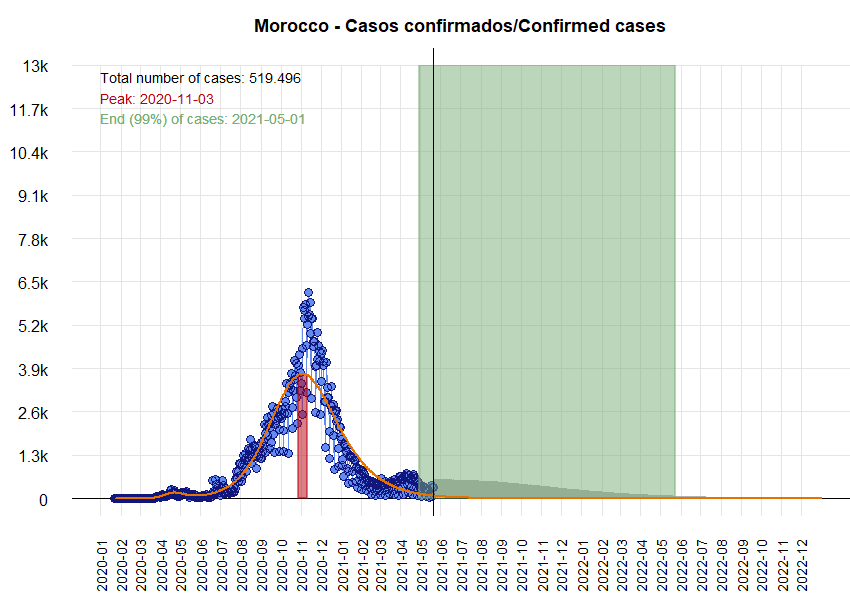 Morocco - Casos confirmados/Confirmed cases
Total number of cases: 519.496
Peak: 2020-11-03
End (99%) of cases: 2021-05-01
13k
11.7k
10.4k
9.1k
7.8k
6.5k
5.2k
3.9k
2.6k
1.3k
0
2020-01
2020-02
2020-03
2020-04
2020-05
2020-06
2020-07
2020-08
2020-09
2020-10
2020-11
2020-12
2021-01
2021-02
2021-03
2021-04
2021-05
2021-06
2021-07
2021-08
2021-09
2021-10
2021-11
2021-12
2022-01
2022-02
2022-03
2022-04
2022-05
2022-06
2022-07
2022-08
2022-09
2022-10
2022-11
2022-12